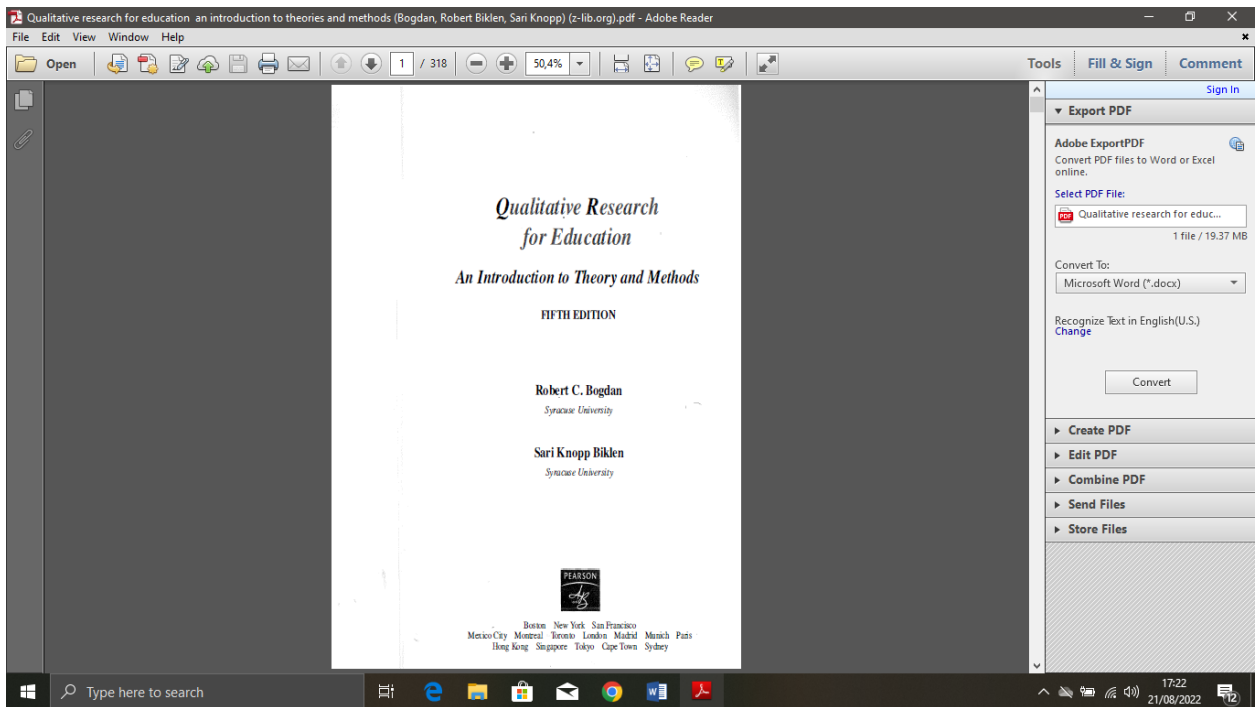 Qualitative research for education  an introduction to theories and methods (Bogdan, Robert Biklen, Sari Knopp) (z-lib.org).pdf - Adobe Reader
File Edit View Window Help
Open 1 / 318 50,4% Tools Fill & Sign Comment
Sign In
Export PDF
Adobe ExportPDF
Convert PDF files to Word or Excel
online.
Select PDF File:
PDF Qualitative research for educ...
1 file / 19.37 MB
Convert To:
Microsoft Word (*.docx)
Recognize Text in English(U.S.)
Change
Convert
Create PDF
Edit PDF
Combine PDF
Send Files
Store Files
Qualitative Research
for Education
An Introduction to Theory and Methods
FIFTH EDITION
Robert C. Bogdan
Syracuse University
Sari Knopp Biklen
Syracuse University
PEARSON
Boston New York San Francisco
Mexico City Montreal Toronto London Madrid Munich Paris
Hong Kong Singapore Tokyo Cape Town Sydney
Type here to search
17:22
21/08/2022
12